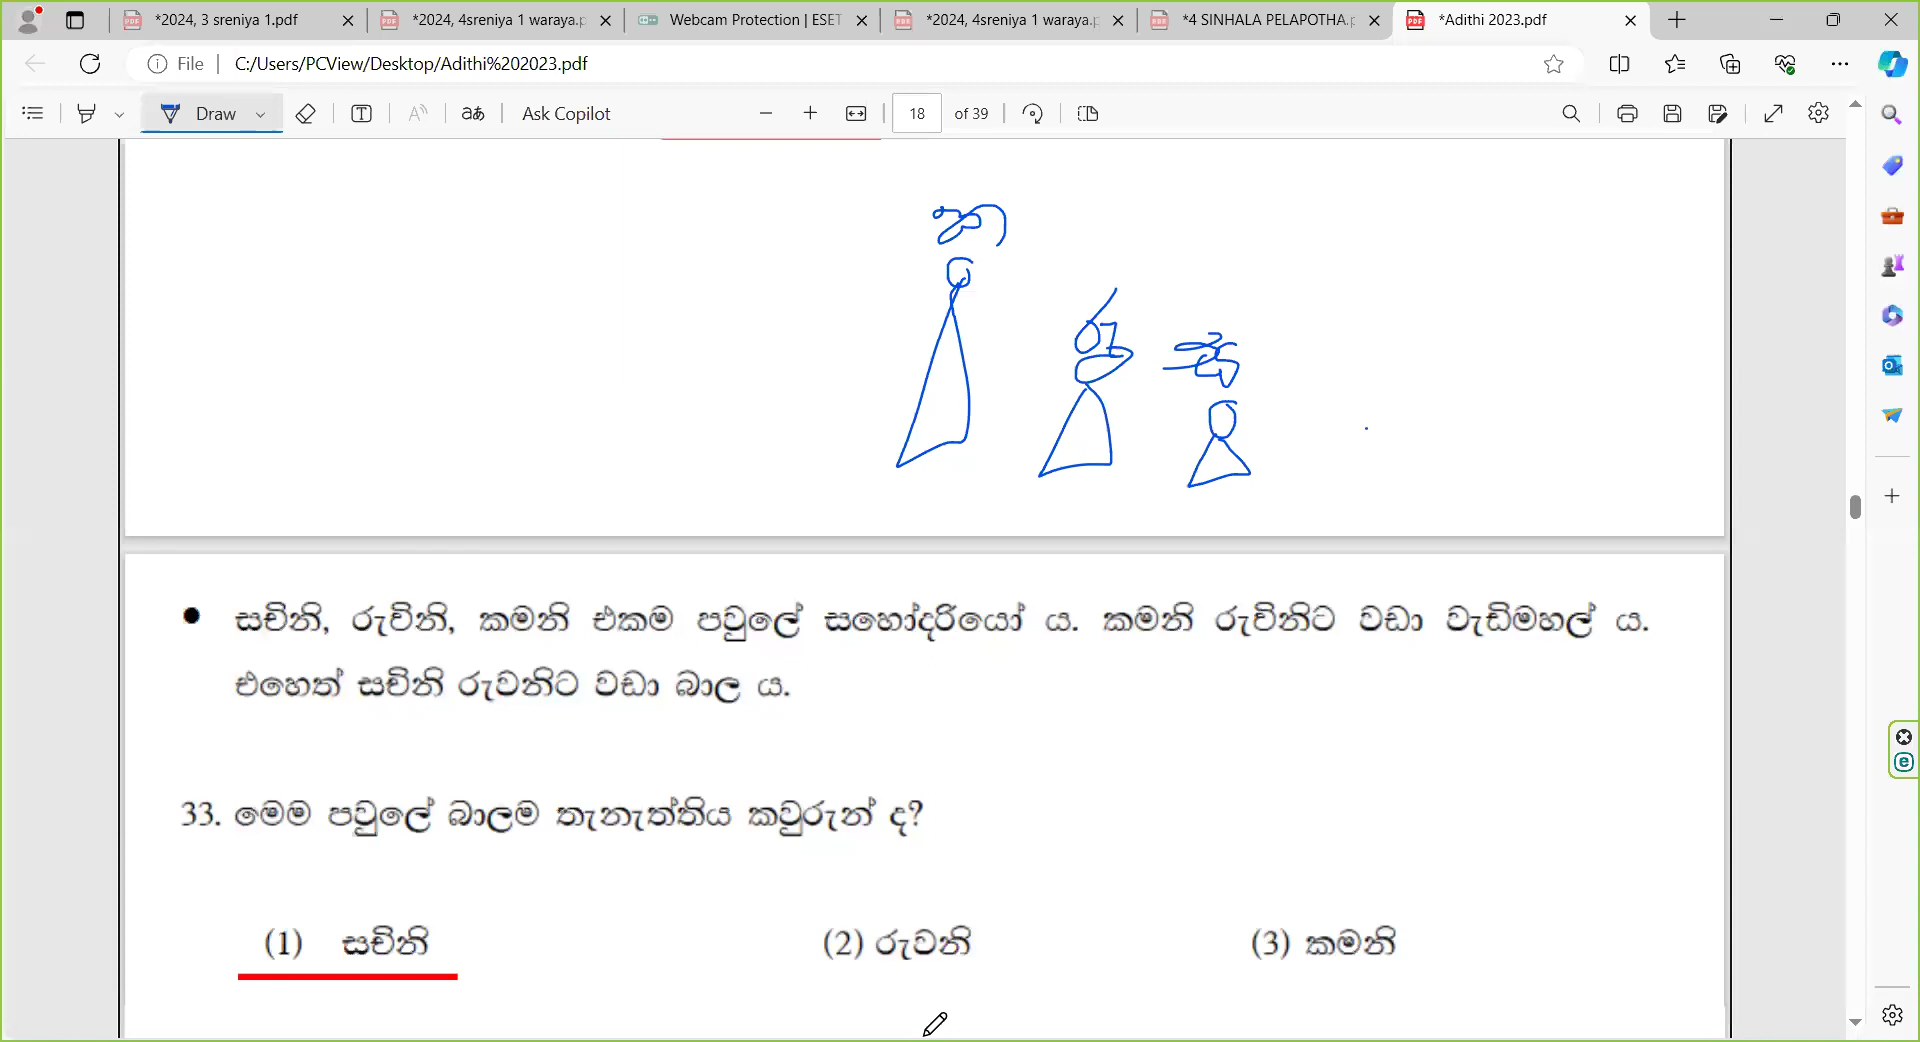 *2024, 3 sreniya 1.pdf
*2024, 4sreniya 1 waraya.p
Webcam Protection | ESET
*2024, 4sreniya 1 waraya.p
*4 SINHALA PELAPOTHA.p
*Adithi 2023.pdf
File
C:/Users/PCView/Desktop/Adithi%202023.pdf
Draw
Ask Copilot
18 of 39
• සචිනි, රුවිනි, කමනි එකම පවුලේ සහෝදරියෝ ය. කමනි රුවිනිට වඩා වැඩිමහල් ය.
එහෙත් සචිනි රුවනිට වඩා බාල ය.
33. මෙම පවුලේ බාලම තැනැත්තිය කවුරුන් ද?
(1) සචිනි (2) රුවනි (3) කමනි